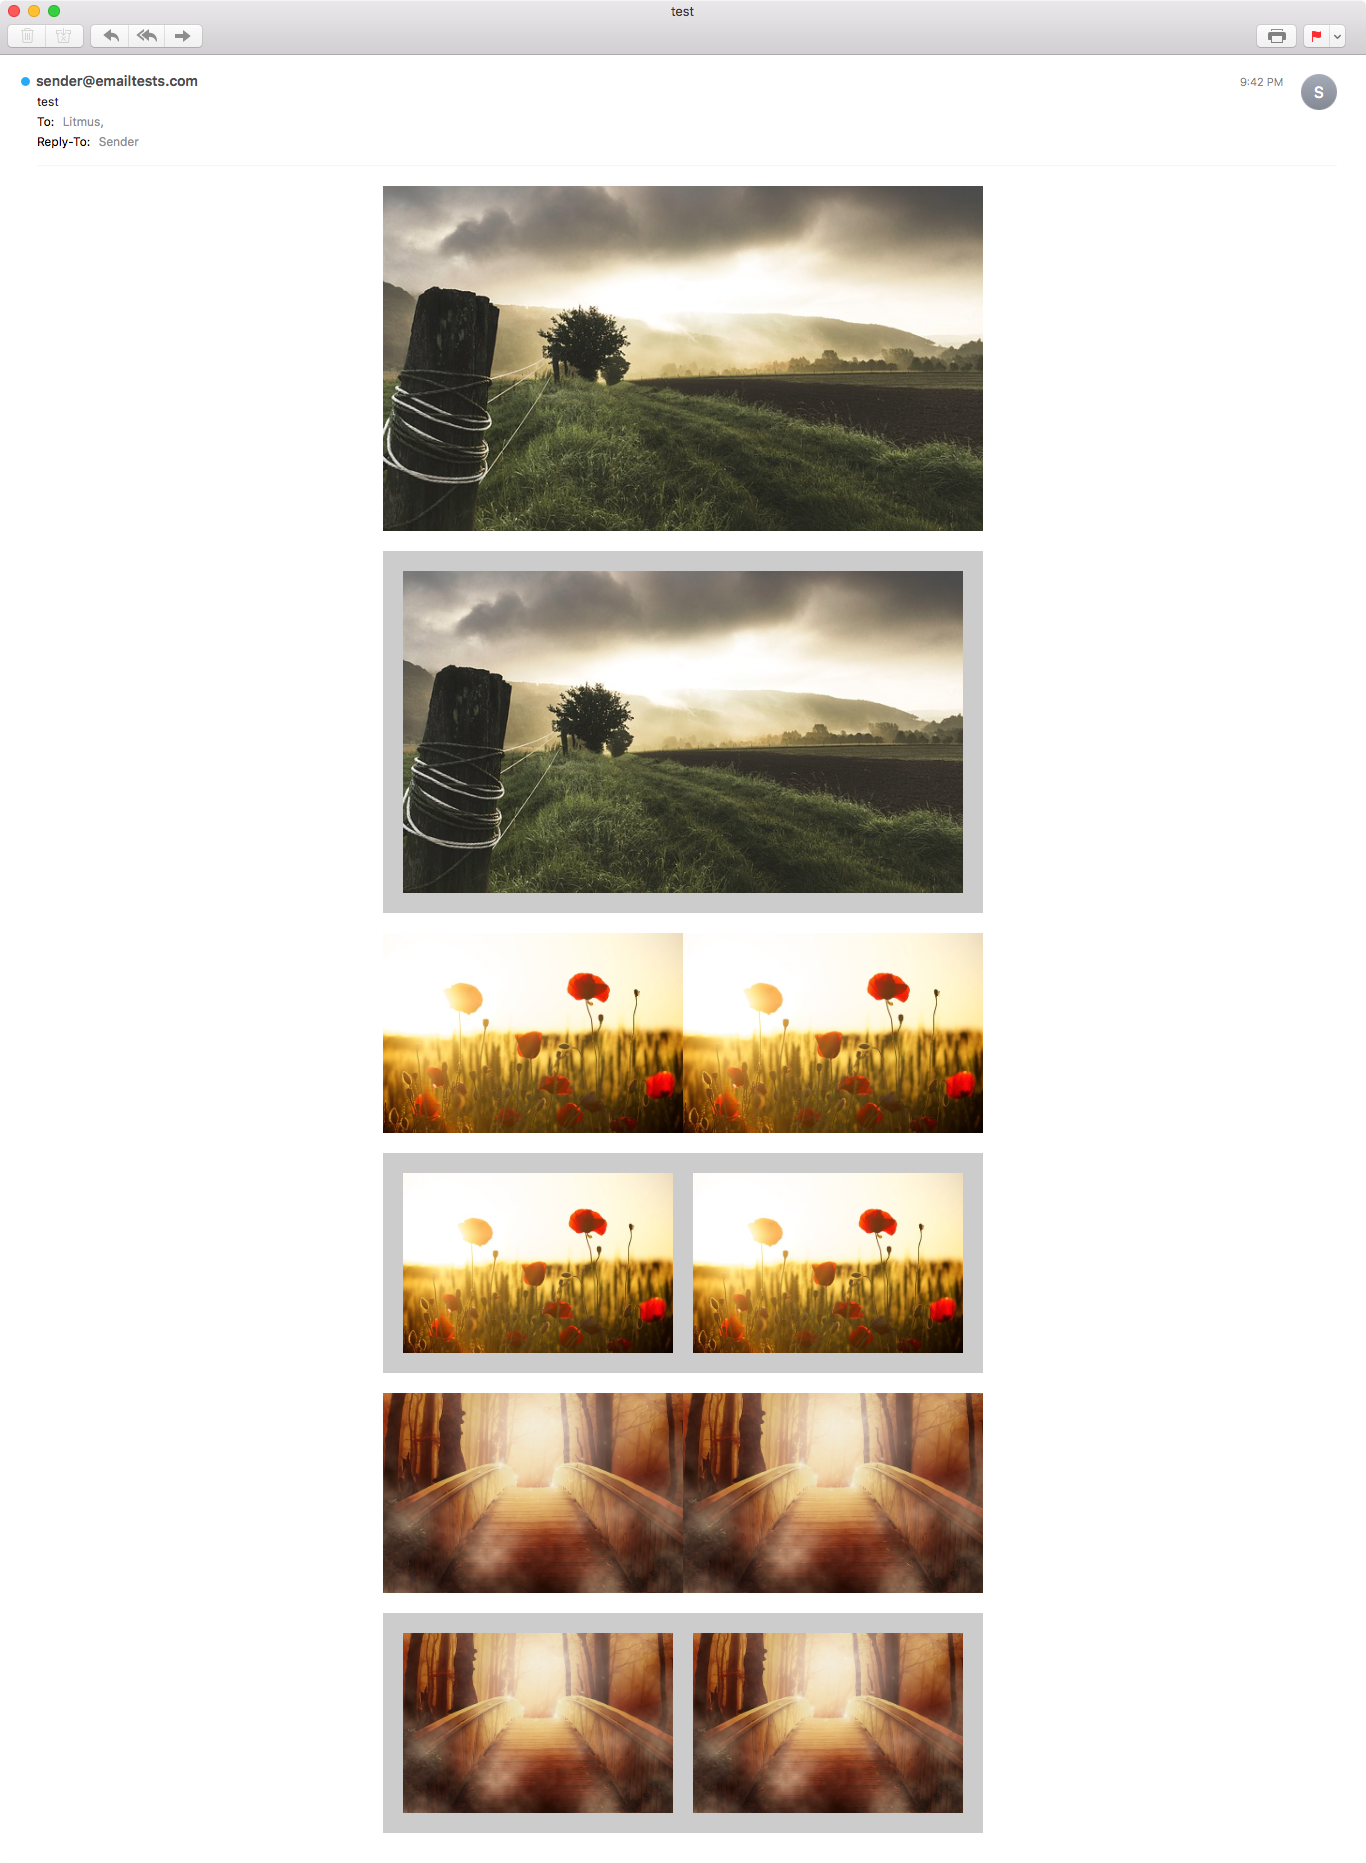 test
sender@emailtests.com
9:42 PM
S
test
To: Litmus,
Reply-To: Sender